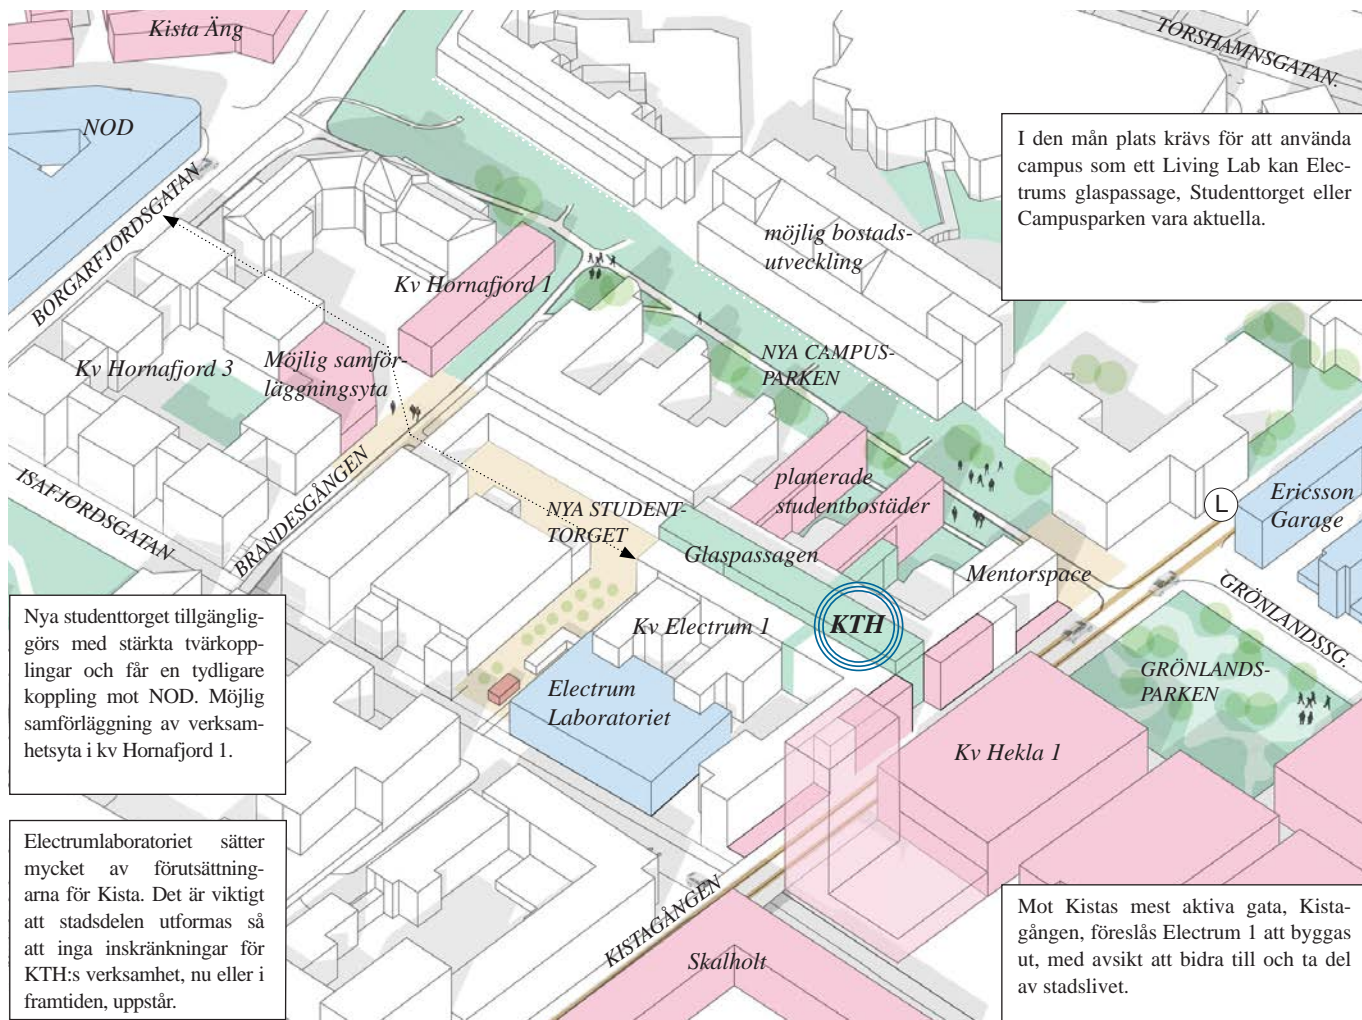 Kista Äng
TORSHAMNSGATAN.
NOD
I den mån plats krävs för att använda
campus som ett Living Lab kan Elec-
trums glaspassage, Studenttorget eller
Campusparken vara aktuella.
BORGARFJORDSGATAN
möjlig bostads-
utveckling
Kv Hornafjord 1
Kv Hornafjord 3
Möjlig samför-
läggningsyta
NYA CAMPUS-
PARKEN
ISAFJORDSGATAN
BRANDESGÅNGEN
planerade
studentbostäder
L
Ericsson
Garage
NYA STUDENT-
TORGET
Glaspassagen
Mentorspace
GRÖNLANDSSG.
Nya studenttorget tillgänglig-
görs med stärkta tvärkopp-
lingar och får en tydligare
koppling mot NOD. Möjlig
samförläggning av verksam-
hetsyta i kv Hornafjord 1.
Kv Electrum 1
KTH
GRÖNLANDS-
PARKEN
Electrum
Laboratoriet
Kv Hekla 1
Electrumlaboratoriet sätter
mycket av förutsättning-
arna för Kista. Det är viktigt
att stadsdelen utformas så
att inga inskränkningar för
KTH:s verksamhet, nu eller i
framtiden, uppstår.
KISTAGÅNGEN
Skalholt
Mot Kistas mest aktiva gata, Kista-
gången, föreslås Electrum 1 att byggas
ut, med avsikt att bidra till och ta del
av stadslivet.